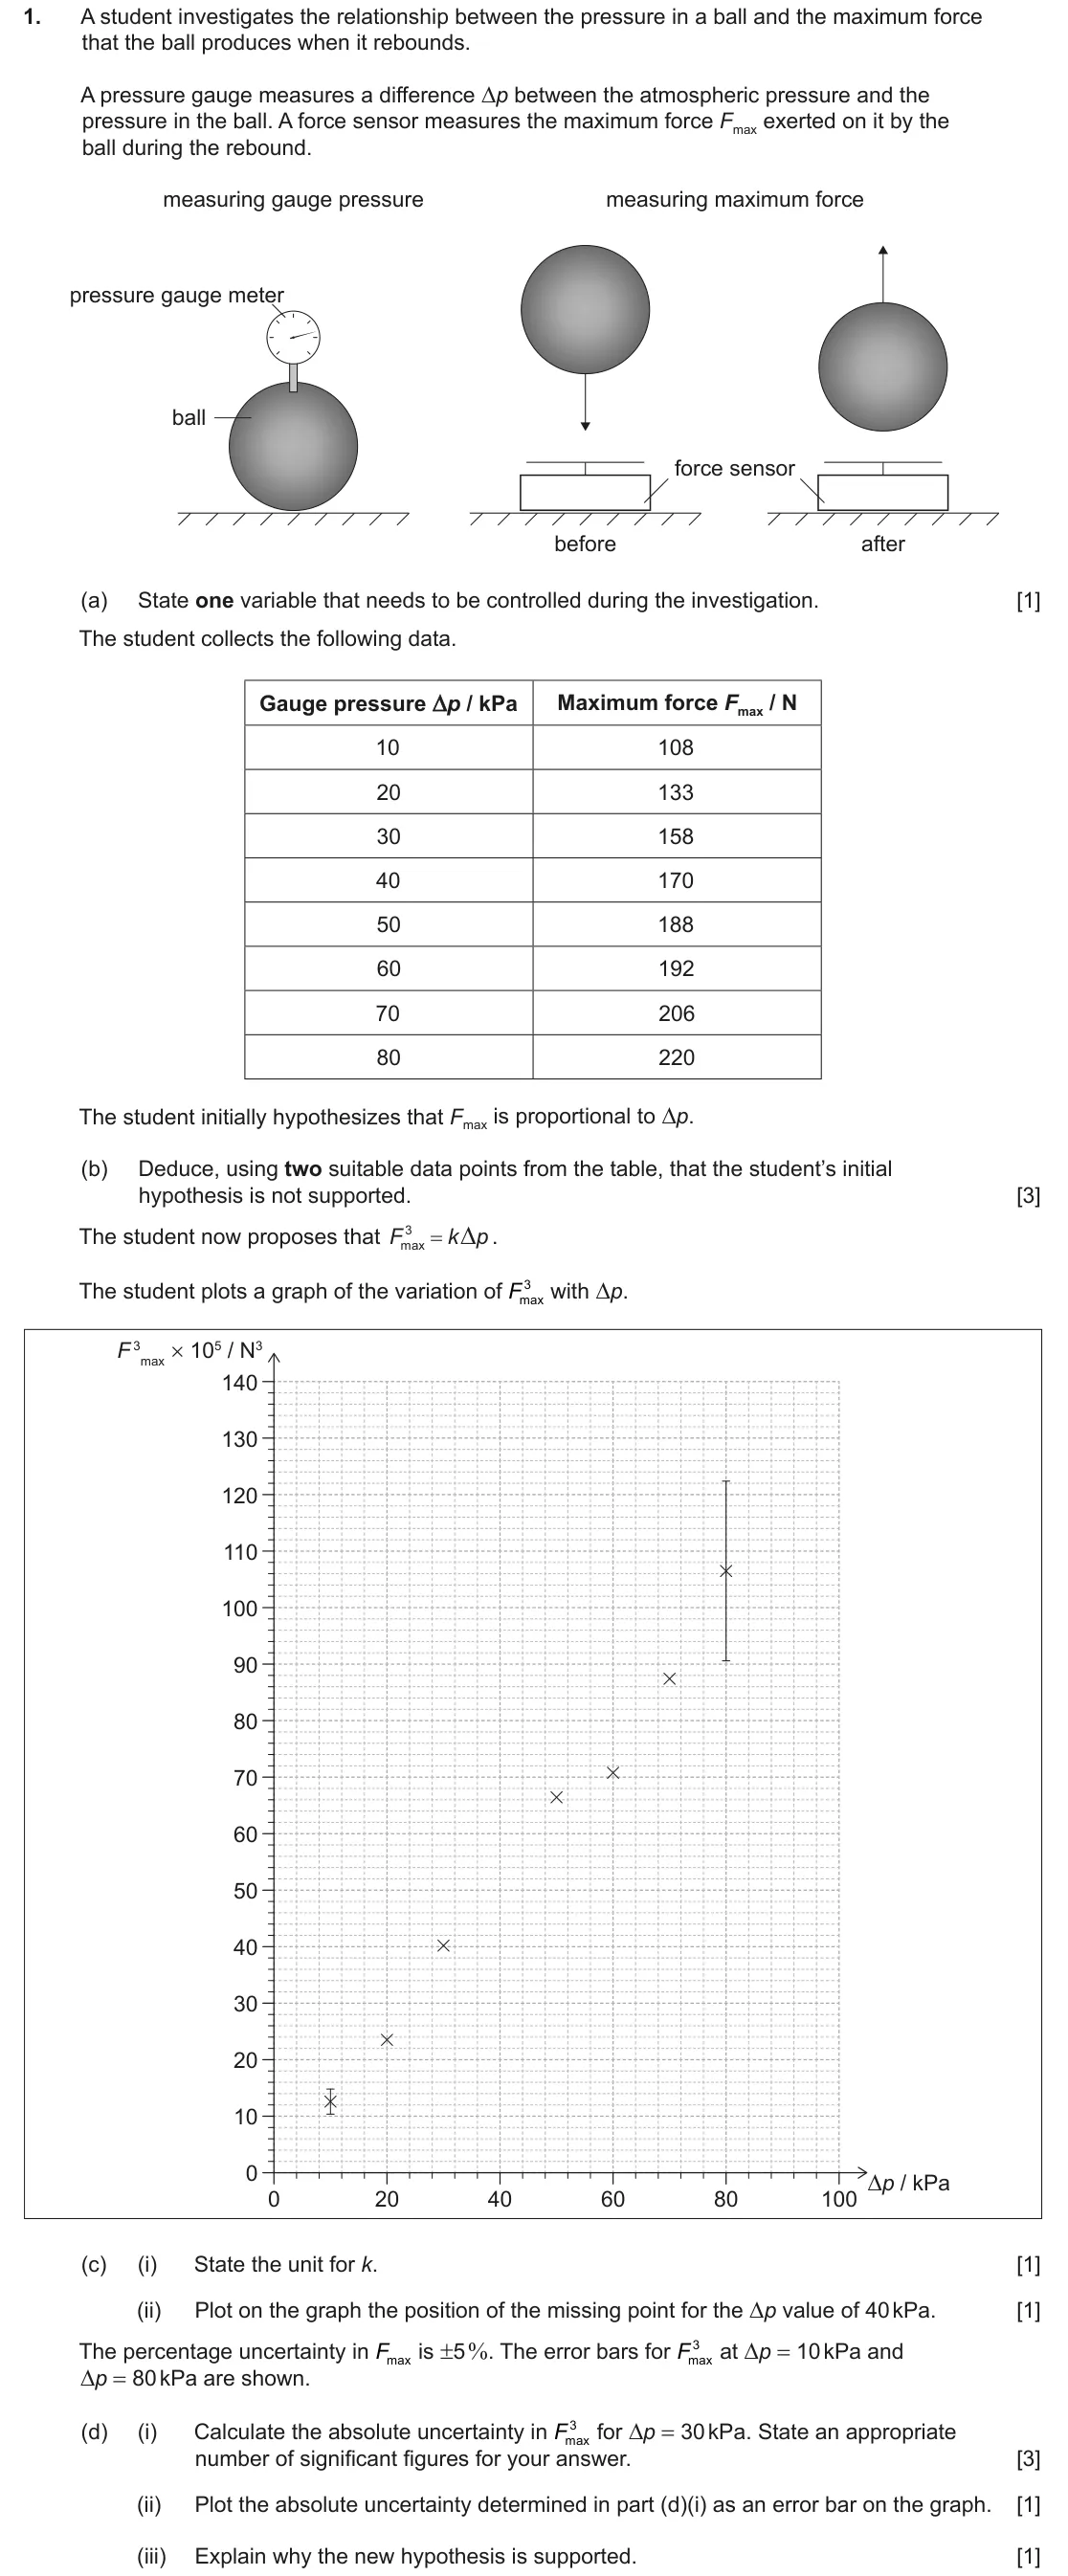 1. A student investigates the relationship between the pressure in a ball and the maximum force
that the ball produces when it rebounds.
A pressure gauge measures a difference Δp between the atmospheric pressure and the
pressure in the ball. A force sensor measures the maximum force Fmax exerted on it by the
ball during the rebound.
measuring gauge pressure measuring maximum force
pressure gauge meter
ball
force sensor
before after
(a) State one variable that needs to be controlled during the investigation. [1]
The student collects the following data.
Gauge pressure Δp / kPa Maximum force Fmax / N
10 108
20 133
30 158
40 170
50 188
60 192
70 206
80 220
The student initially hypothesizes that Fmax is proportional to Δp.
(b) Deduce, using two suitable data points from the table, that the student's initial
hypothesis is not supported. [3]
The student now proposes that F³max = kΔp.
The student plots a graph of the variation of F³max with Δp.
F³max × 10⁵ / N³
140
130
120
110
100
90
80
70
60
50
40
30
20
10
0
0 20 40 60 80 100 Δp / kPa
(c) (i) State the unit for k. [1]
(ii) Plot on the graph the position of the missing point for the Δp value of 40 kPa. [1]
The percentage uncertainty in Fmax is ±5%. The error bars for F³max at Δp = 10 kPa and
Δp = 80 kPa are shown.
(d) (i) Calculate the absolute uncertainty in F³max for Δp = 30 kPa. State an appropriate
number of significant figures for your answer. [3]
(ii) Plot the absolute uncertainty determined in part (d)(i) as an error bar on the graph. [1]
(iii) Explain why the new hypothesis is supported. [1]